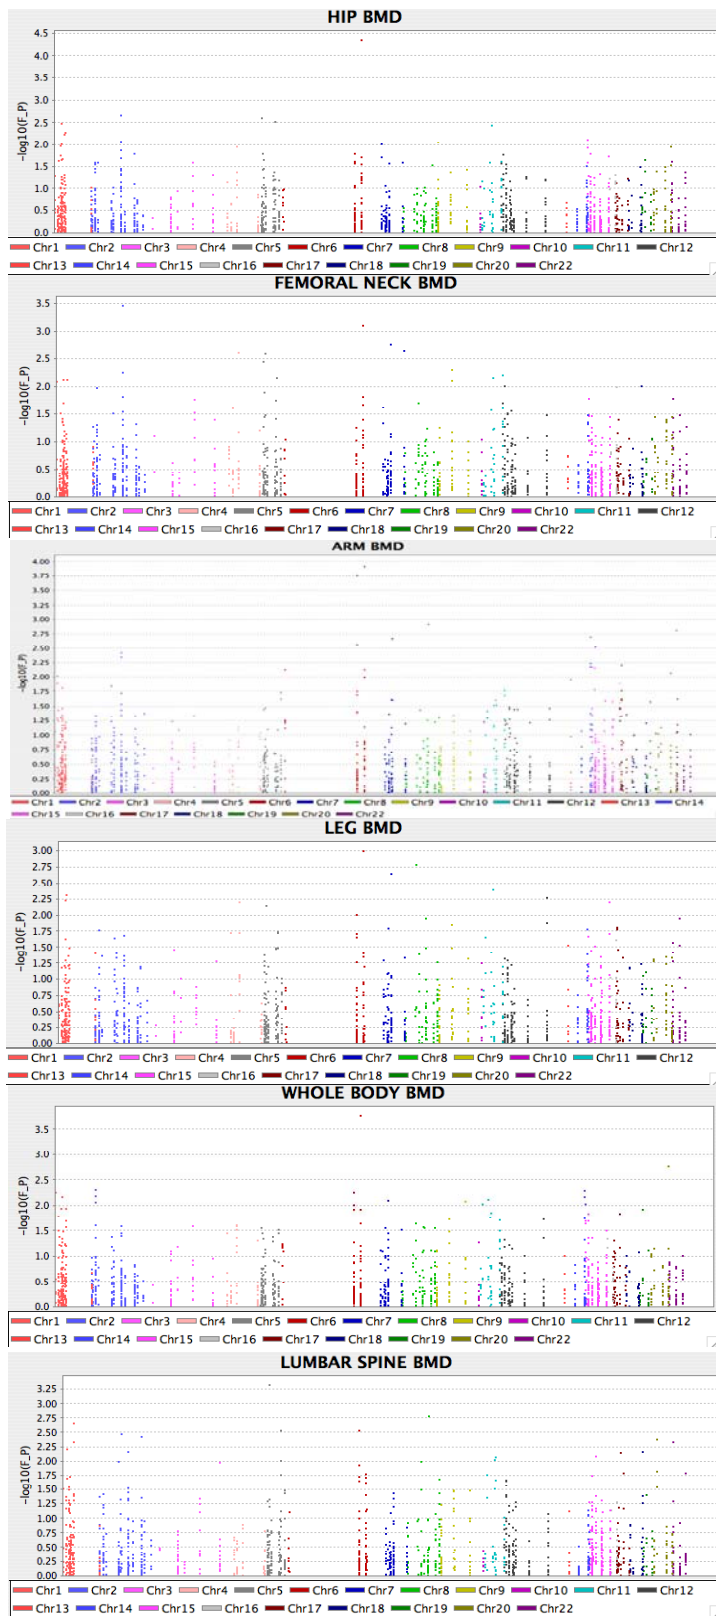 HIP BMD
4.5
4.0
3.5
3.0
2.5
2.0
1.5
1.0
0.5
0.0
-log10(F_P)
Chr1 Chr2 Chr3 Chr4 Chr5 Chr6 Chr7 Chr8 Chr9 Chr10 Chr11 Chr12
Chr13 Chr14 Chr15 Chr16 Chr17 Chr18 Chr19 Chr20 Chr22
FEMORAL NECK BMD
3.5
3.0
2.5
2.0
1.5
1.0
0.5
0.0
-log10(F_P)
Chr1 Chr2 Chr3 Chr4 Chr5 Chr6 Chr7 Chr8 Chr9 Chr10 Chr11 Chr12
Chr13 Chr14 Chr15 Chr16 Chr17 Chr18 Chr19 Chr20 Chr22
ARM BMD
4.00
3.75
3.50
3.25
3.00
2.75
2.50
2.25
2.00
1.75
1.50
1.25
1.00
0.75
0.50
0.25
0.00
-log10(F_P)
Chr1 Chr2 Chr3 Chr4 Chr5 Chr6 Chr7 Chr8 Chr9 Chr10 Chr11 Chr12 Chr13 Chr14
Chr15 Chr16 Chr17 Chr18 Chr19 Chr20 Chr22
LEG BMD
3.00
2.75
2.50
2.25
2.00
1.75
1.50
1.25
1.00
0.75
0.50
0.25
0.00
-log10(F_P)
Chr1 Chr2 Chr3 Chr4 Chr5 Chr6 Chr7 Chr8 Chr9 Chr10 Chr11 Chr12
Chr13 Chr14 Chr15 Chr16 Chr17 Chr18 Chr19 Chr20 Chr22
WHOLE BODY BMD
3.5
3.0
2.5
2.0
1.5
1.0
0.5
0.0
-log10(F_P)
Chr1 Chr2 Chr3 Chr4 Chr5 Chr6 Chr7 Chr8 Chr9 Chr10 Chr11 Chr12
Chr13 Chr14 Chr15 Chr16 Chr17 Chr18 Chr19 Chr20 Chr22
LUMBAR SPINE BMD
3.25
3.00
2.75
2.50
2.25
2.00
1.75
1.50
1.25
1.00
0.75
0.50
0.25
0.00
-log10(F_P)
Chr1 Chr2 Chr3 Chr4 Chr5 Chr6 Chr7 Chr8 Chr9 Chr10 Chr11 Chr12
Chr13 Chr14 Chr15 Chr16 Chr17 Chr18 Chr19 Chr20 Chr22